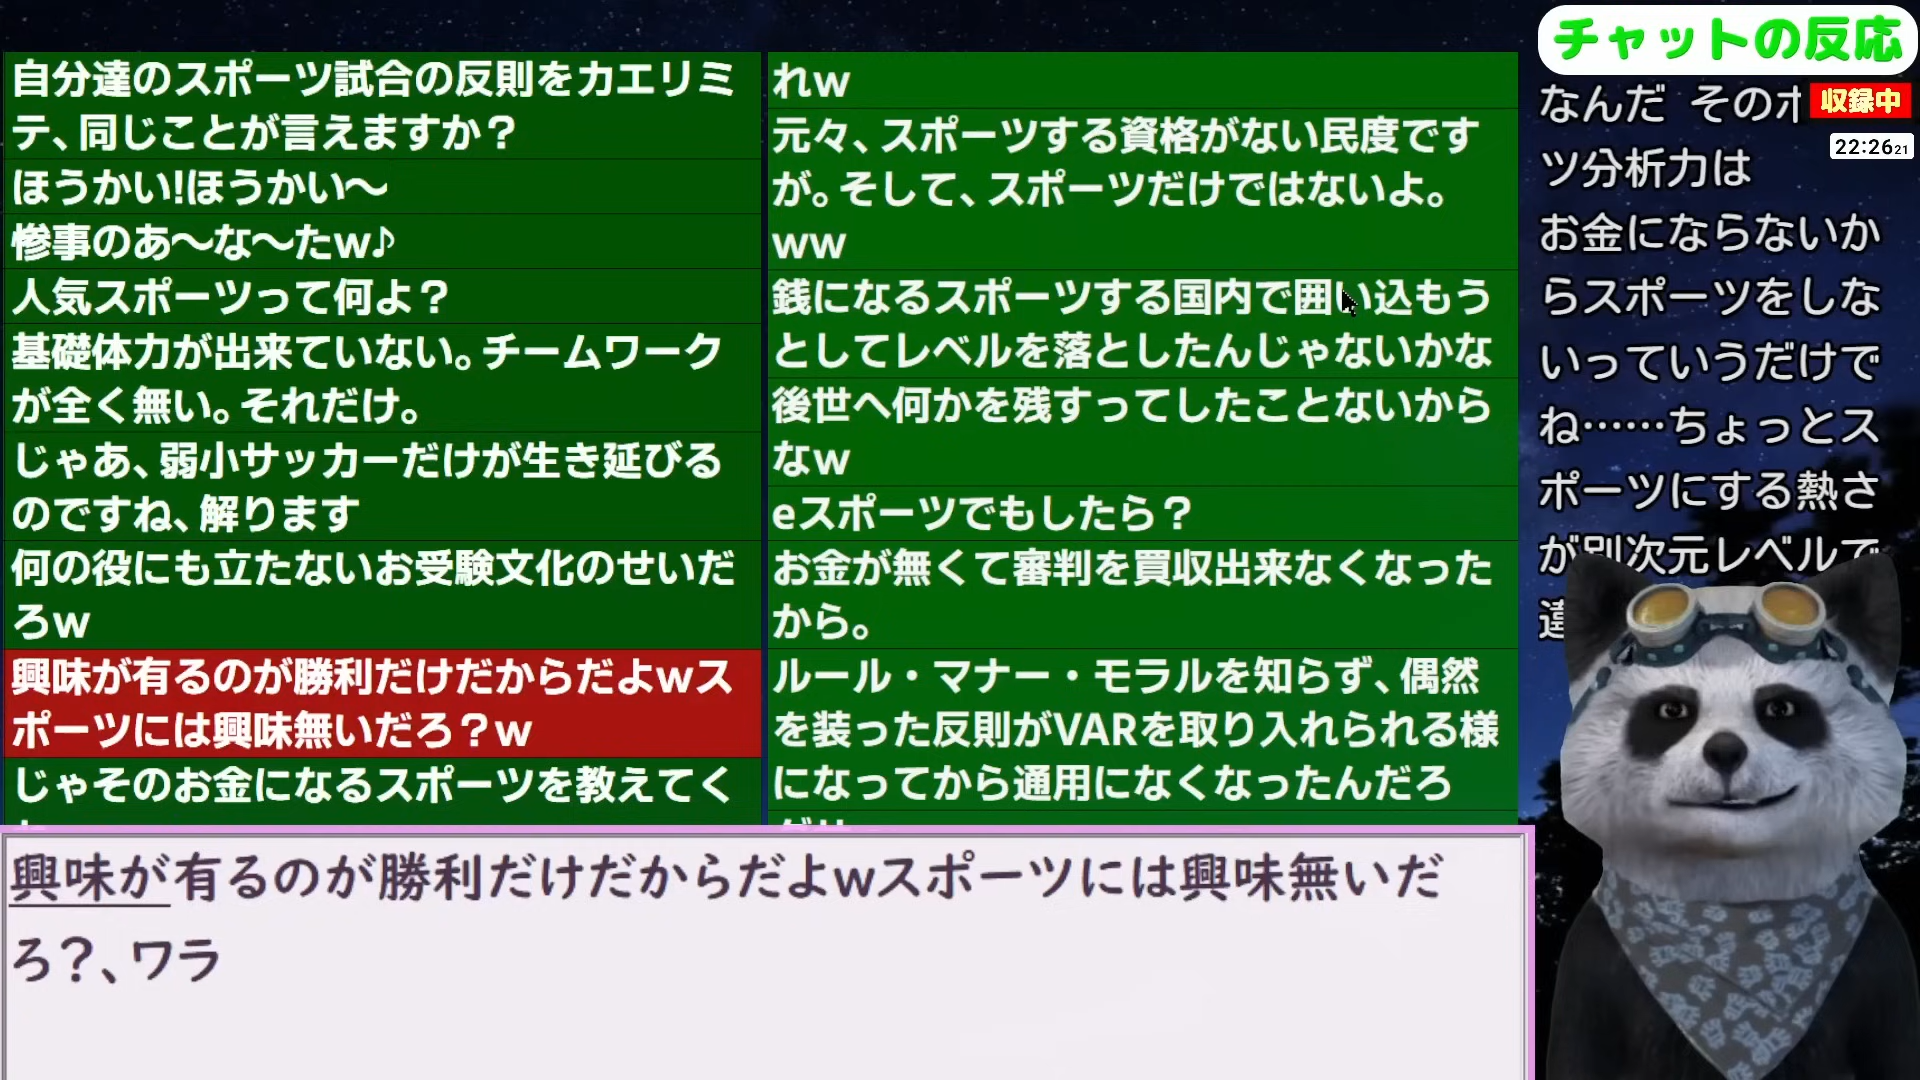 自分達のスポーツ試合の反則をカエリミ
テ、同じことが言えますか？
ほうかい!ほうかい〜
惨事のあ〜な〜たw♪
人気スポーツって何よ？
基礎体力が出来ていない。チームワーク
が全く無い。それだけ。
じゃあ、弱小サッカーだけが生き延びる
のですね、解ります
何の役にも立たないお受験文化のせいだ
ろw
興味が有るのが勝利だけだからだよwス
ポーツには興味無いだろ？w
じゃそのお金になるスポーツを教えてく
れw
元々、スポーツする資格がない民度です
が。そして、スポーツだけではないよ。
ww
銭になるスポーツする国内で囲い込もう
としてレベルを落としたんじゃないかな
後世へ何かを残すってしたことないから
なw
eスポーツでもしたら？
お金が無くて審判を買収出来なくなった
から。
ルール・マナー・モラルを知らず、偶然
を装った反則がVARを取り入れられる様
になってから通用になくなったんだろ
チャットの反応
収録中
22:26 21
なんだ そのポ
ツ分析力は
お金にならないか
らスポーツをしな
いっていうだけで
ね……ちょっとス
ポーツにする熱さ
が別次元レベルで
違
興味が有るのが勝利だけだからだよwスポーツには興味無いだ
ろ？、ワラ